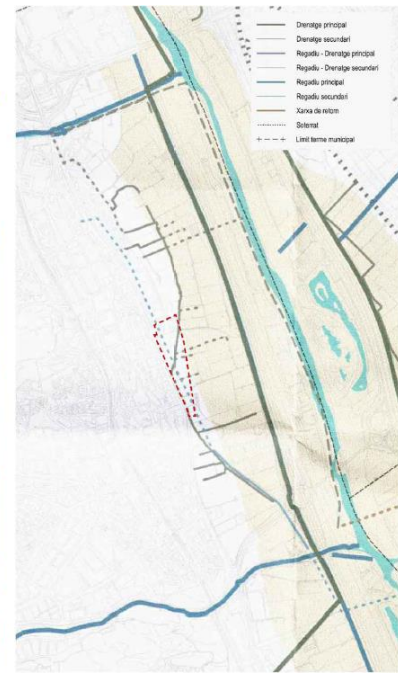 Drenatge principal
Drenatge secundari
Regadiu - Drenatge principal
Regadiu - Drenatge secundari
Regadiu principal
Regadiu secundari
Xarxa de retorn
Soterrat
Límit terme municipal